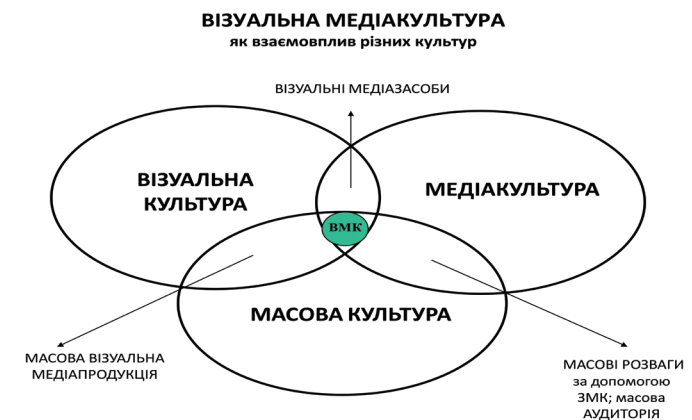 ВІЗУАЛЬНА МЕДІАКУЛЬТУРА
як взаємовплив різних культур
ВІЗУАЛЬНІ МЕДІАЗАСОБИ
ВІЗУАЛЬНА
КУЛЬТУРА
МЕДІАКУЛЬТУРА
ВМК
МАСОВА КУЛЬТУРА
МАСОВА ВІЗУАЛЬНА
МЕДІАПРОДУКЦІЯ
МАСОВІ РОЗВАГИ
за допомогою
ЗМК; масова
АУДИТОРІЯ